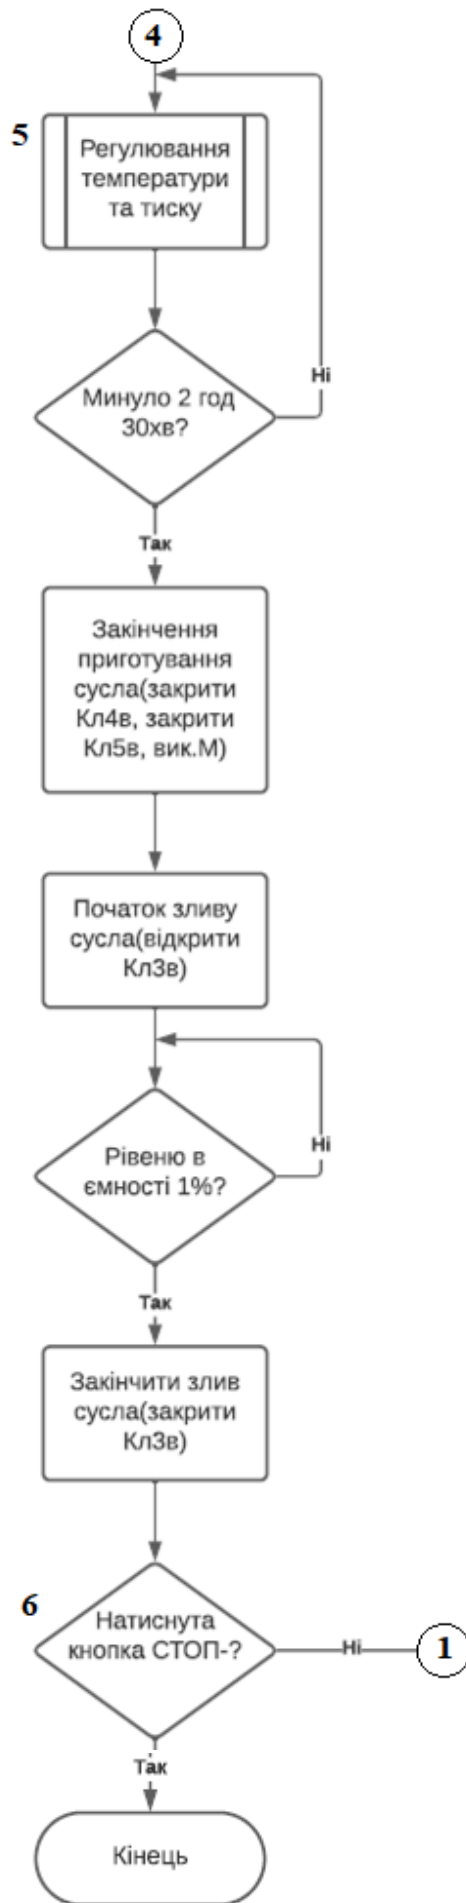 4
5
Регулювання
температури
та тиску
Ні
Минуло 2 год
30хв?
Так
Закінчення
приготування
сусла(закрити
Кл4в, закрити
Кл5в, вик.М)
Початок зливу
сусла(відкрити
Кл3в)
Ні
Рівеню в
ємності 1%?
Так
Закінчити злив
сусла(закрити
Кл3в)
6
Натиснута
кнопка СТОП-?
Ні
1
Так
Кінець